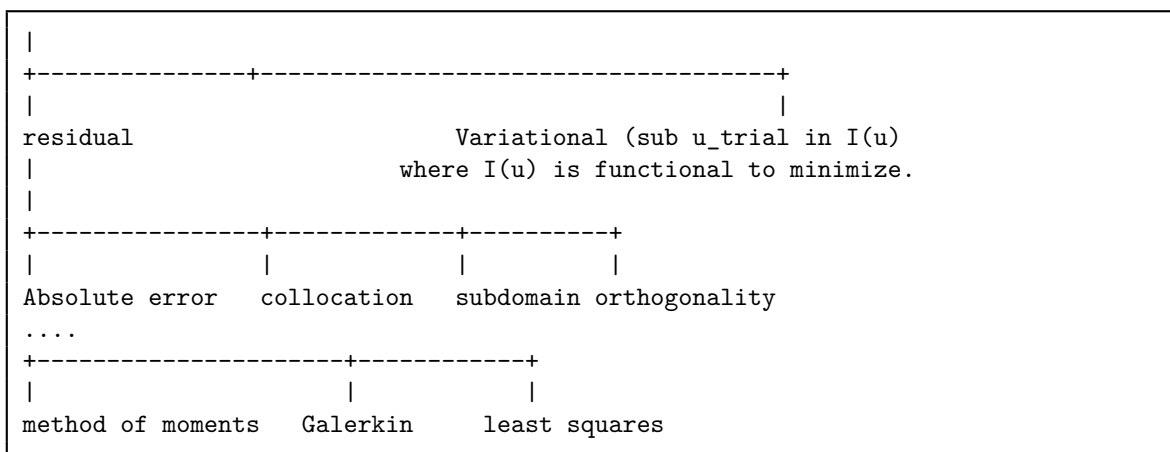 |
+---------------+-------------------------------------+
|                                                     |
residual                       Variational (sub u_trial in I(u)
|                          where I(u) is functional to minimize.
|
+----------------+-------------+----------+
|                |             |          |
Absolute error   collocation   subdomain orthogonality
....
+----------------------+------------+
|                      |            |
method of moments   Galerkin     least squares